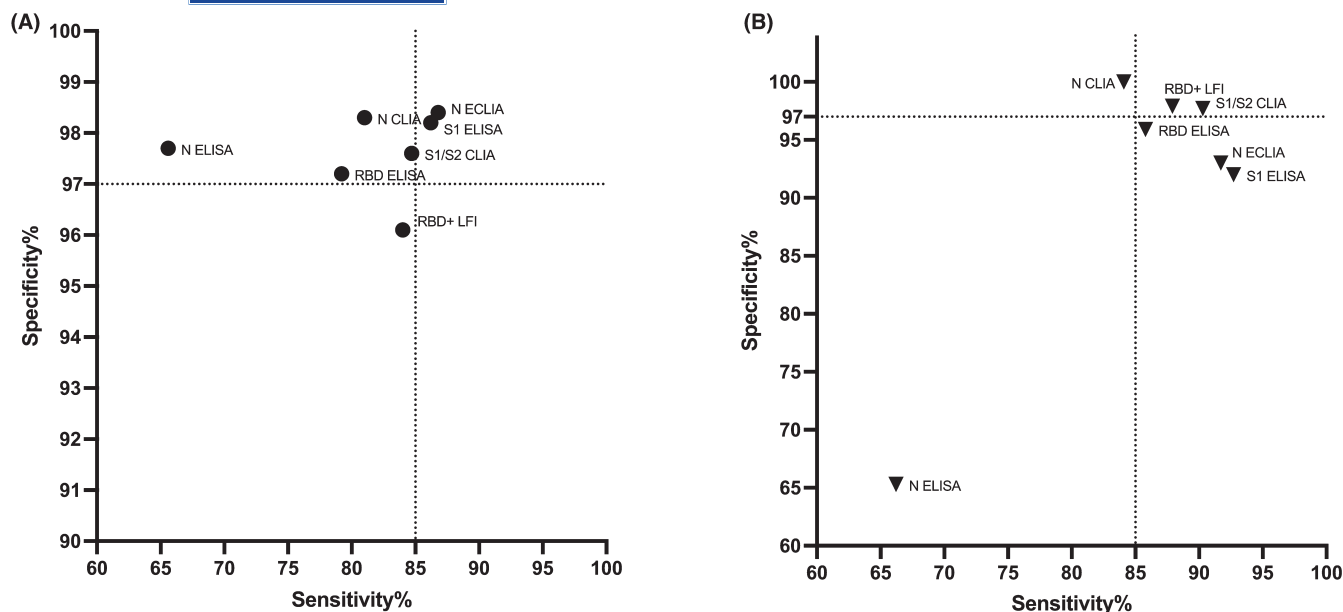 (A)
100
99
98
97
96
95
94
93
92
91
90
Specificity%
N ELISA
N CLIA
N ECLIA
S1 ELISA
S1/S2 CLIA
RBD ELISA
RBD+ LFI
60 65 70 75 80 85 90 95 100
Sensitivity%
(B)
100
97
95
90
85
80
75
70
65
60
Specificity%
N CLIA
RBD+ LFI
S1/S2 CLIA
RBD ELISA
N ECLIA
S1 ELISA
N ELISA
60 65 70 75 80 85 90 95 100
Sensitivity%